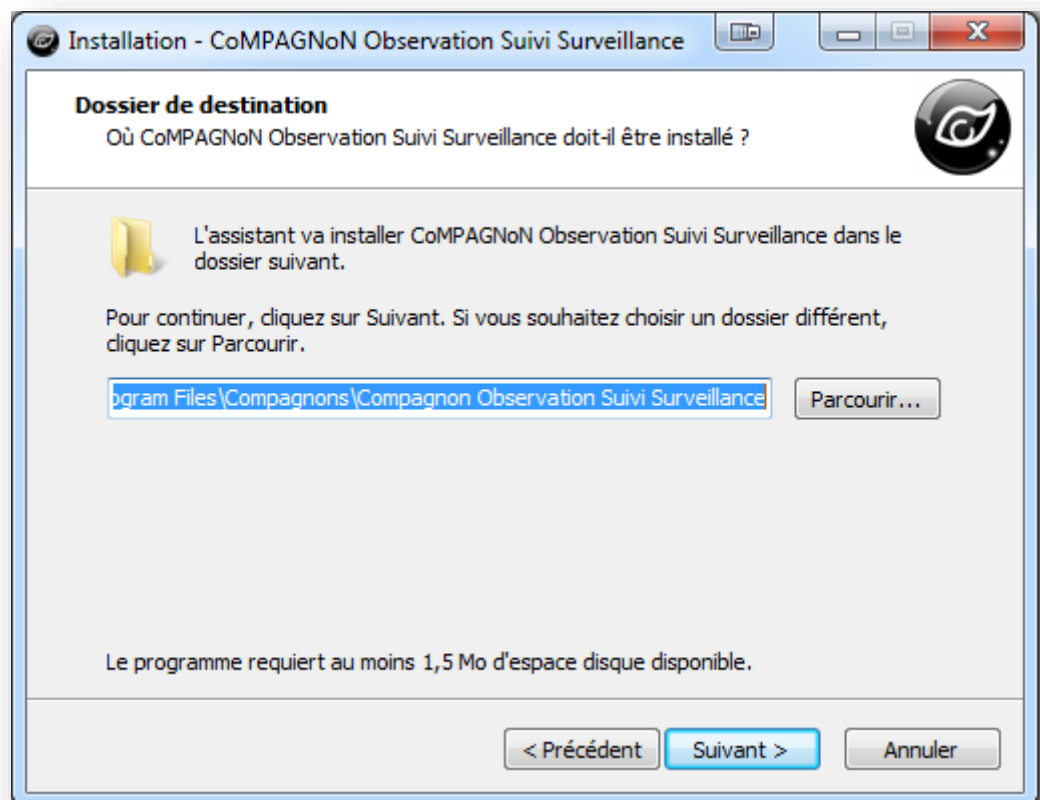 Installation - CoMPAGNoN Observation Suivi Surveillance
Dossier de destination
Où CoMPAGNoN Observation Suivi Surveillance doit-il être installé ?
L'assistant va installer CoMPAGNoN Observation Suivi Surveillance dans le
dossier suivant.
Pour continuer, cliquez sur Suivant. Si vous souhaitez choisir un dossier différent,
cliquez sur Parcourir.
ogram Files\Compagnons\Compagnon Observation Suivi Surveillance
Parcourir...
Le programme requiert au moins 1,5 Mo d'espace disque disponible.
< Précédent
Suivant >
Annuler